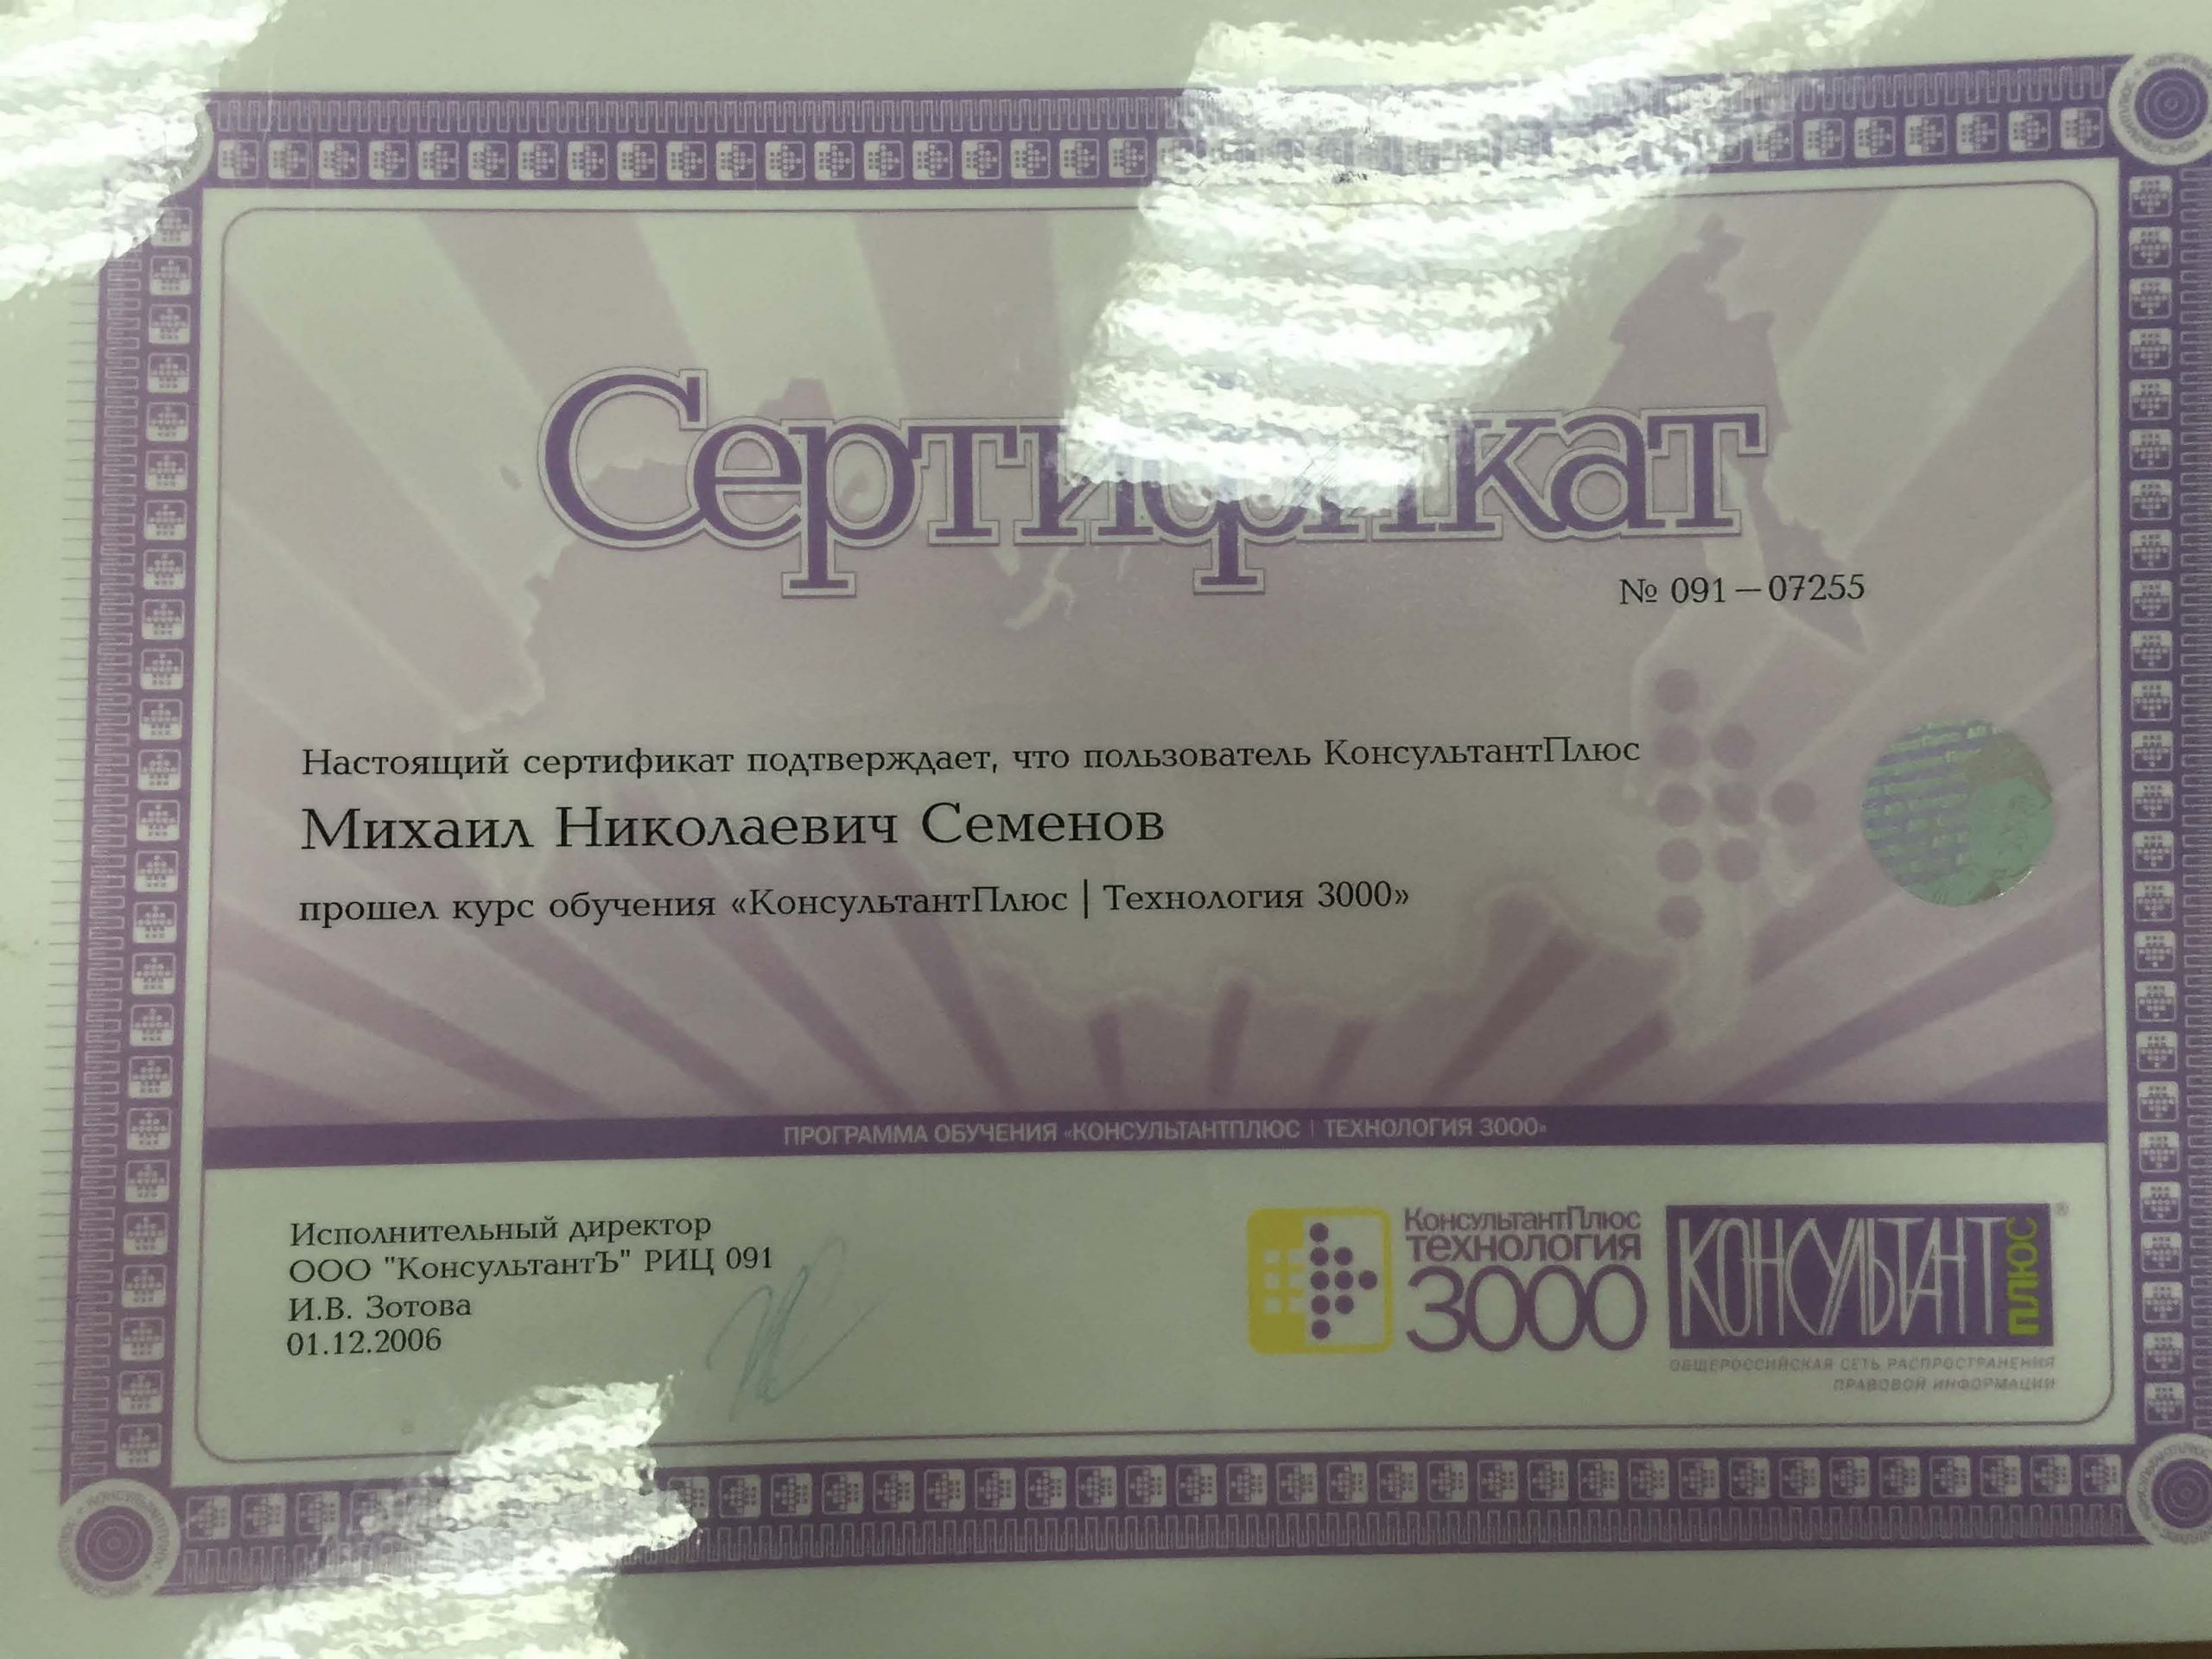 Сертификат
№ 091－07255
Настоящий сертификат подтверждает, что пользователь КонсультантПлюс
Михаил Николаевич Семенов
прошел курс обучения «КонсультантПлюс | Технология 3000»
ПРОГРАММА ОБУЧЕНИЯ «КОНСУЛЬТАНТПЛЮС | ТЕХНОЛОГИЯ 3000»
Исполнительный директор
ООО "КонсультантЪ" РИЦ 091
И.В. Зотова
01.12.2006
КонсультантПлюс
ТЕХНОЛОГИЯ
3000
КОНСУЛЬТАНТ ПЛЮС ®
ОБЩЕРОССИЙСКАЯ СЕТЬ РАСПРОСТРАНЕНИЯ
ПРАВОВОЙ ИНФОРМАЦИИ